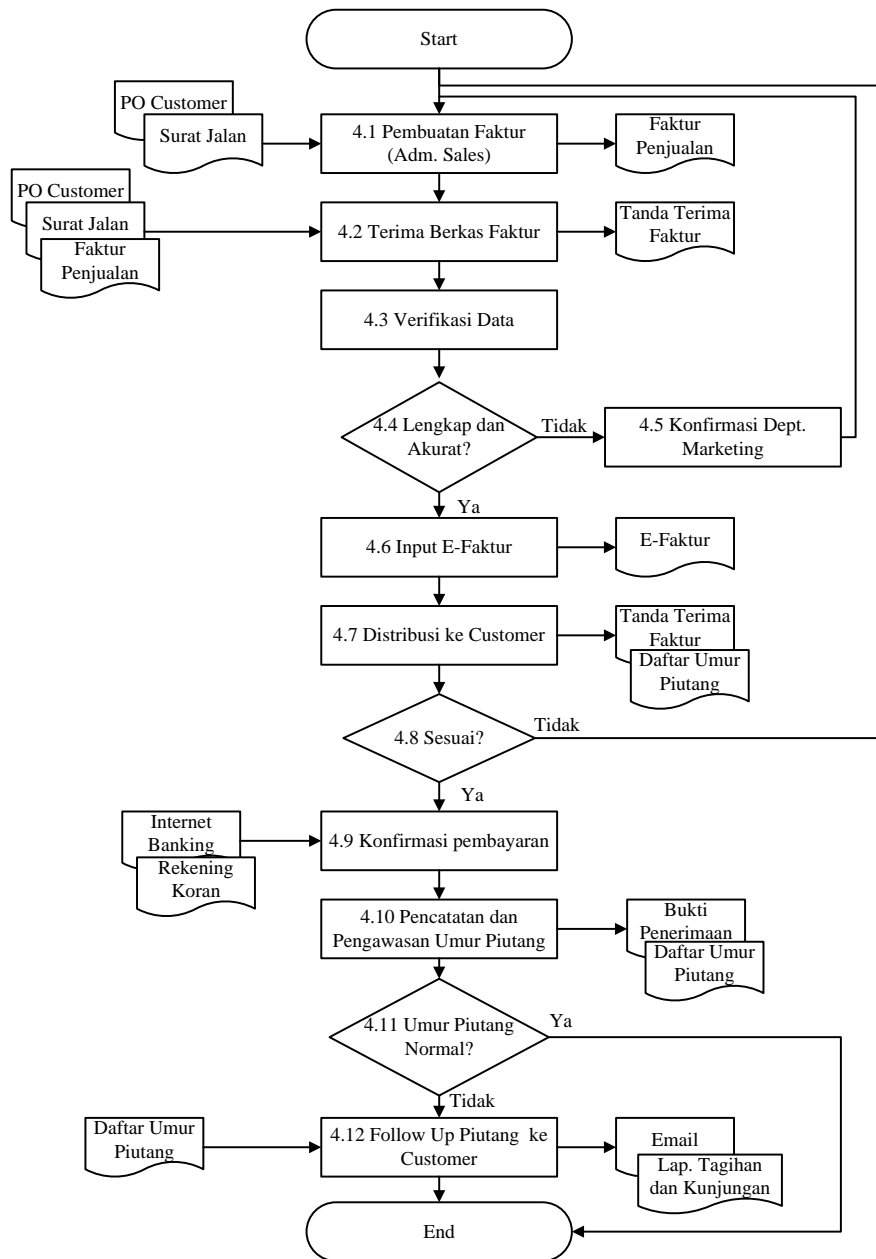 Start
PO Customer
Surat Jalan
4.1 Pembuatan Faktur
(Adm. Sales)
Faktur
Penjualan
PO Customer
Surat Jalan
Faktur
Penjualan
4.2 Terima Berkas Faktur
Tanda Terima
Faktur
4.3 Verifikasi Data
4.4 Lengkap dan
Akurat?
Tidak
4.5 Konfirmasi Dept.
Marketing
Ya
4.6 Input E-Faktur
E-Faktur
4.7 Distribusi ke Customer
Tanda Terima
Faktur
Daftar Umur
Piutang
4.8 Sesuai?
Tidak
Ya
Internet
Banking
Rekening
Koran
4.9 Konfirmasi pembayaran
4.10 Pencatatan dan
Pengawasan Umur Piutang
Bukti
Penerimaan
Daftar Umur
Piutang
4.11 Umur Piutang
Normal?
Ya
Tidak
Daftar Umur
Piutang
4.12 Follow Up Piutang ke
Customer
Email
Lap. Tagihan
dan Kunjungan
End